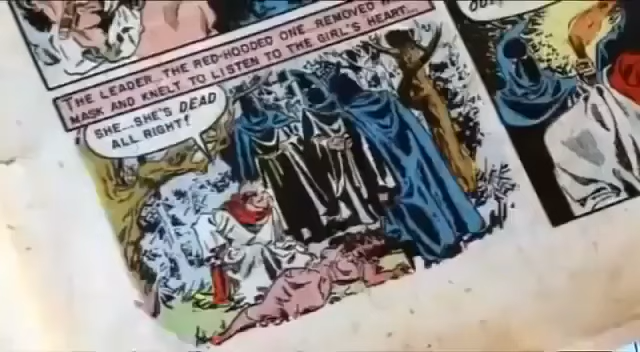 THE LEADER...THE RED-HOODED ONE...REMOVED
MASK AND KNELT TO LISTEN TO THE GIRL'S HEART...
SHE...SHE'S DEAD
ALL RIGHT!